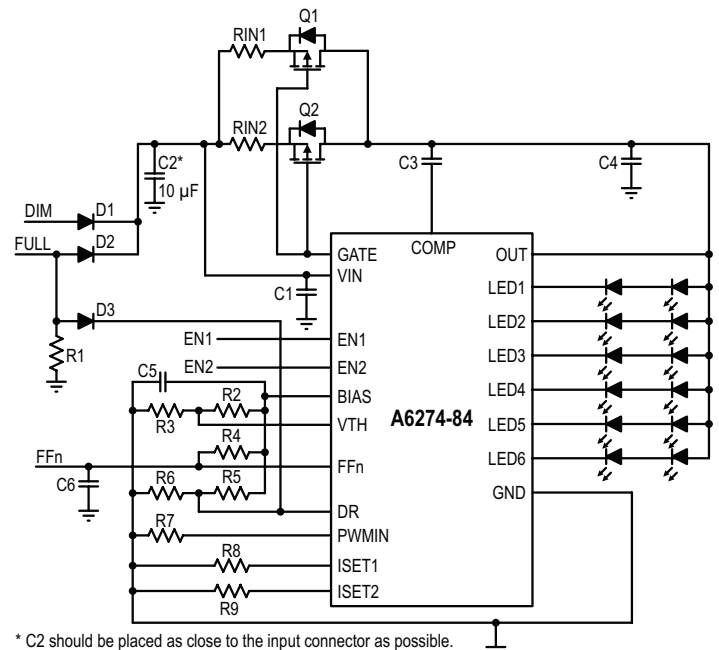 Q1
RIN1
Q2
RIN2
C2*
10 µF
C3
C4
DIM
D1
FULL
D2
D3
R1
GATE
COMP
OUT
VIN
C1
LED1
LED2
LED3
LED4
LED5
LED6
GND
EN1
EN1
EN2
EN2
C5
R2
BIAS
R3
VTH
A6274-84
R4
FFn
FFn
C6
R6
R5
DR
R7
PWMIN
R8
ISET1
ISET2
R9
* C2 should be placed as close to the input connector as possible.